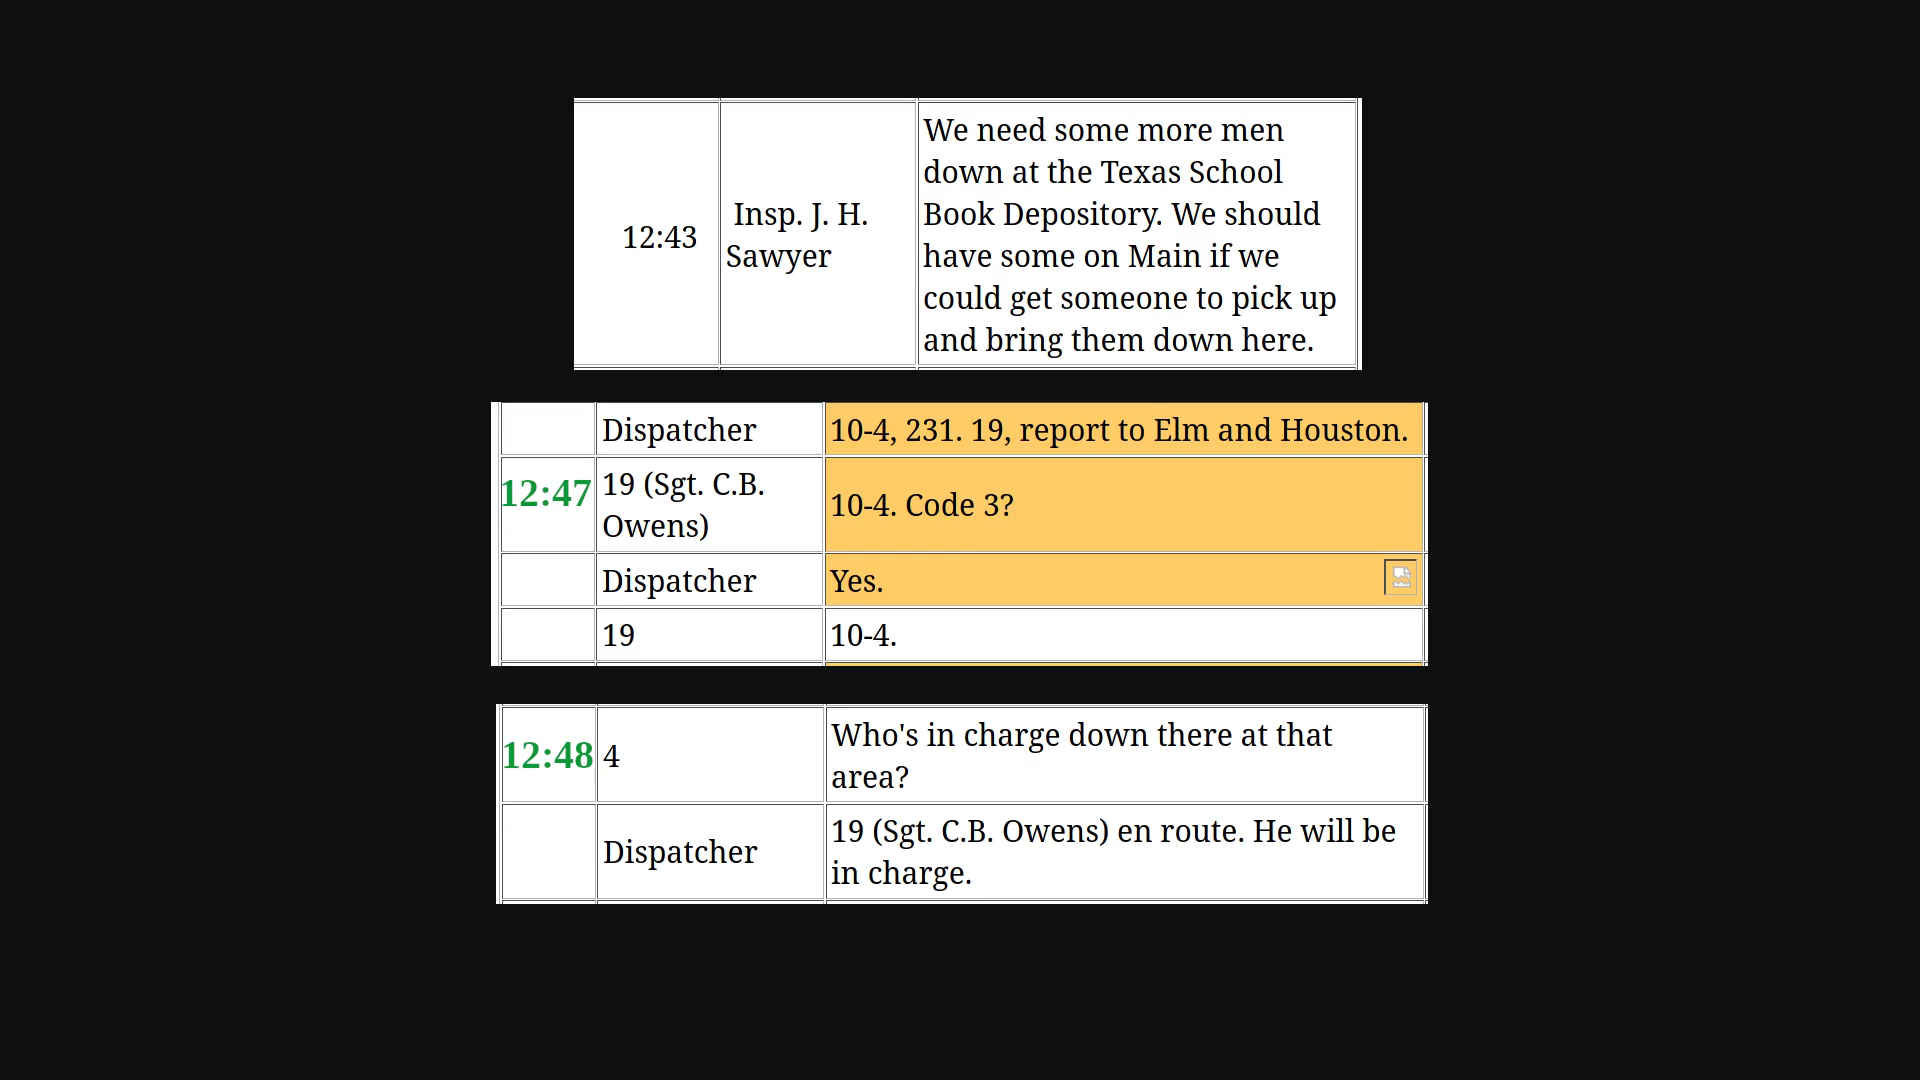 We need some more men
down at the Texas School
Book Depository. We should
12:43 Insp. J. H. Sawyer have some on Main if we
could get someone to pick up
and bring them down here.
Dispatcher 10-4, 231. 19, report to Elm and Houston.
12:47 19 (Sgt. C.B. Owens) 10-4. Code 3?
Dispatcher Yes.
19 10-4.
12:48 4 Who's in charge down there at that
area?
Dispatcher 19 (Sgt. C.B. Owens) en route. He will be
in charge.